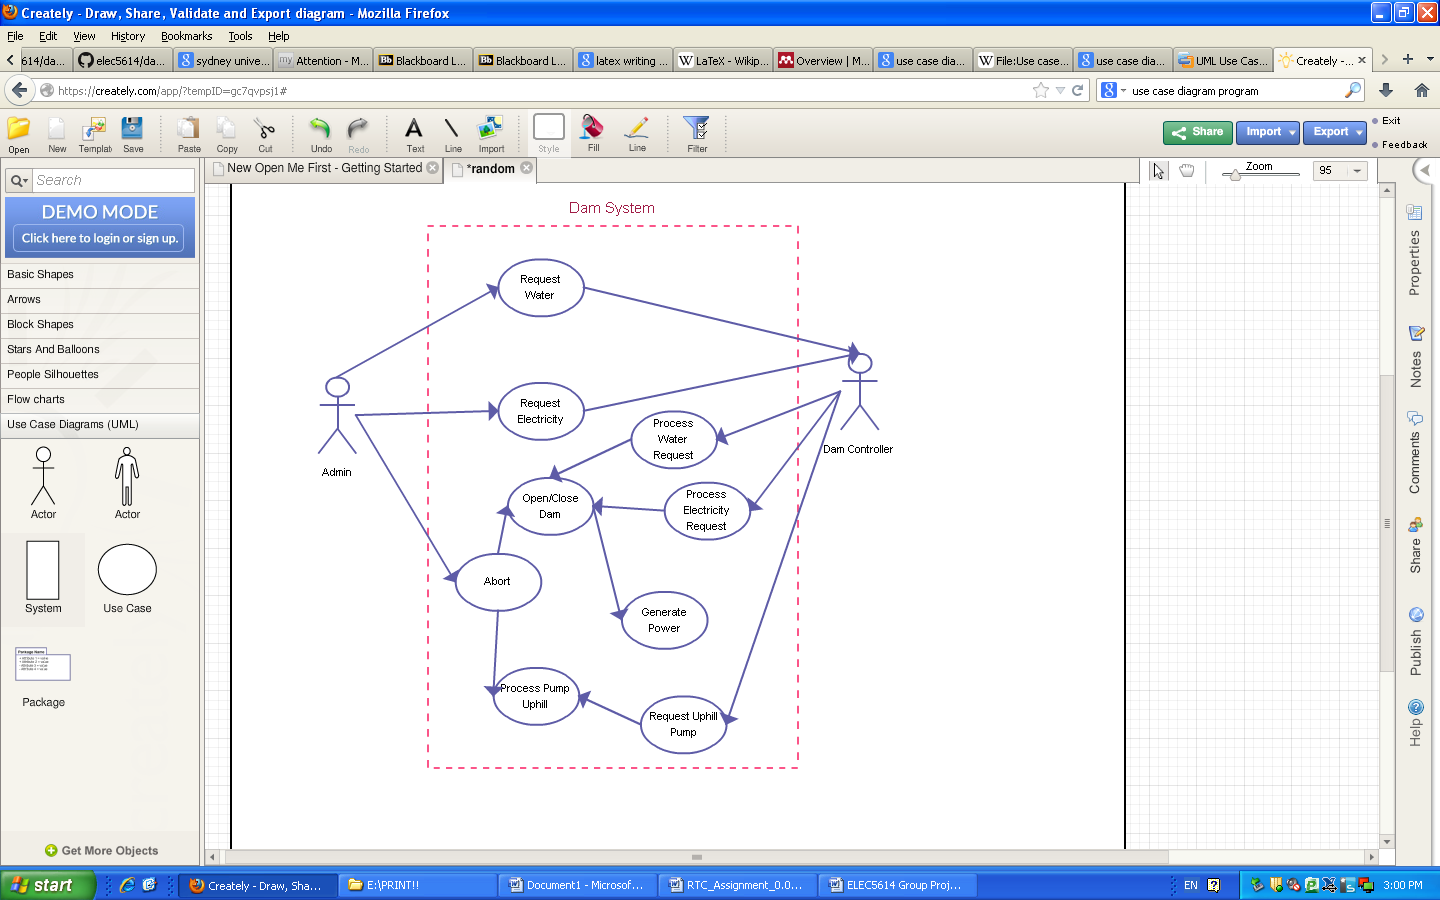 Creately - Draw, Share, Validate and Export diagram - Mozilla Firefox
File Edit View History Bookmarks Tools Help
614/da... elec5614/da... sydney unive... my Attention - M... Bb Blackboard L... Bb Blackboard L... latex writing ... W LaTeX - Wikip... Overview | M... use case dia... W File:Use case... use case dia... UML Use Cas... Creately - ...
https://creately.com/app/?tempID=gc7qvpsj1# use case diagram program
Open New Templat Save Paste Copy Cut Undo Redo Text Line Import Style Fill Line Filter Share Import Export Exit
Feedback
New Open Me First - Getting Started *random Zoom 95
Search
DEMO MODE
Click here to login or sign up.
Basic Shapes
Arrows
Block Shapes
Stars And Balloons
People Silhouettes
Flow charts
Use Case Diagrams (UML)
Actor Actor
System Use Case
Package Name
Package
Get More Objects
Dam System
Request
Water
Request
Electricity
Process
Water
Request
Admin
Dam Controller
Open/Close
Dam
Process
Electricity
Request
Abort
Generate
Power
Process Pump
Uphill
Request Uphill
Pump
Properties
Notes
Comments
Share
Publish
Help
start Creately - Draw, Sha... E:\PRINT!! Document1 - Microsof... RTC_Assignment_0.0... ELEC5614 Group Proj... EN 3:00 PM